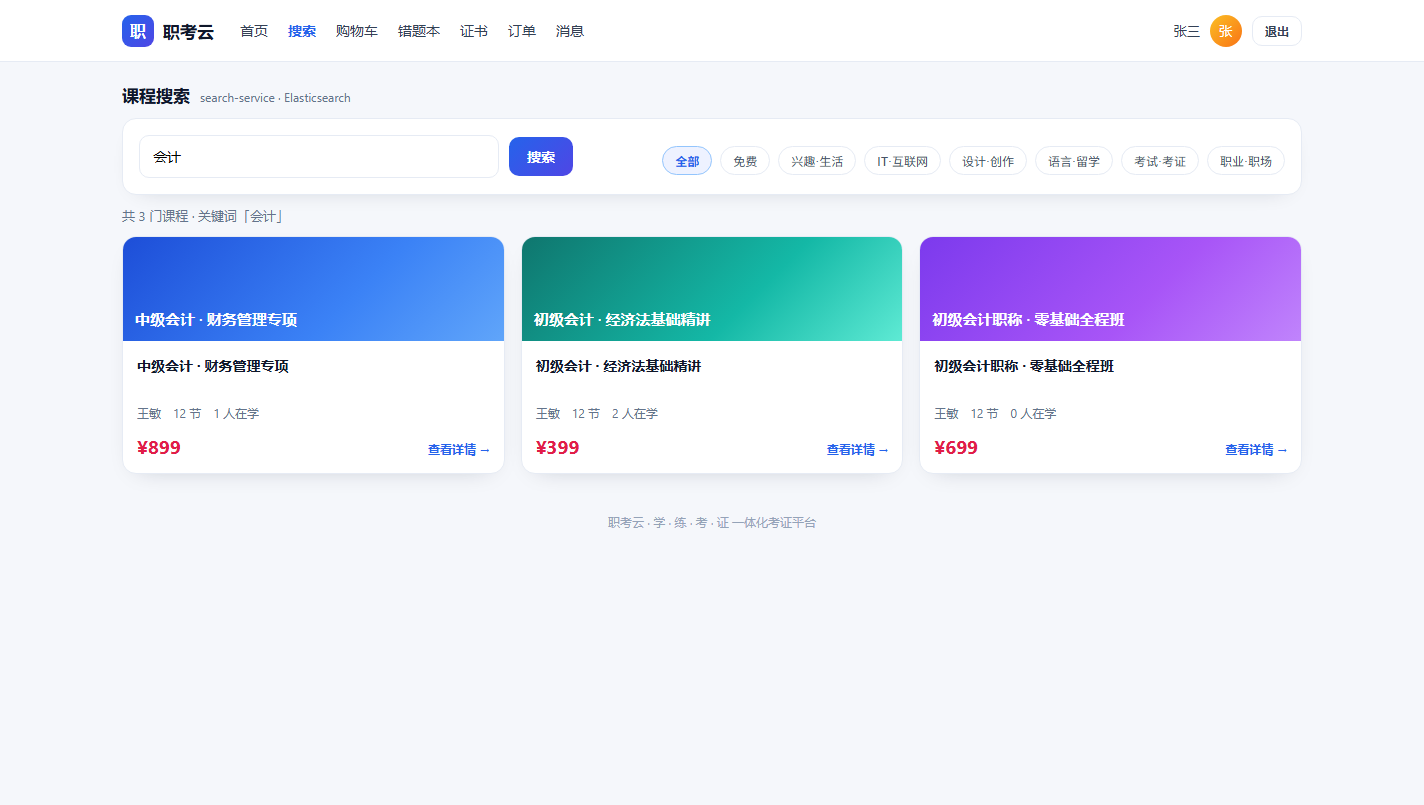 职 职考云 首页 搜索 购物车 错题本 证书 订单 消息 张三 张 退出
课程搜索 search-service · Elasticsearch
会计 搜索 全部 免费 兴趣·生活 IT·互联网 设计·创作 语言·留学 考试·考证 职业·职场
共 3 门课程 · 关键词「会计」
中级会计 · 财务管理专项
中级会计 · 财务管理专项
王敏 12 节 1 人在学
¥899 查看详情 →
初级会计 · 经济法基础精讲
初级会计 · 经济法基础精讲
王敏 12 节 2 人在学
¥399 查看详情 →
初级会计职称 · 零基础全程班
初级会计职称 · 零基础全程班
王敏 12 节 0 人在学
¥699 查看详情 →
职考云 · 学 · 练 · 考 · 证 一体化考证平台